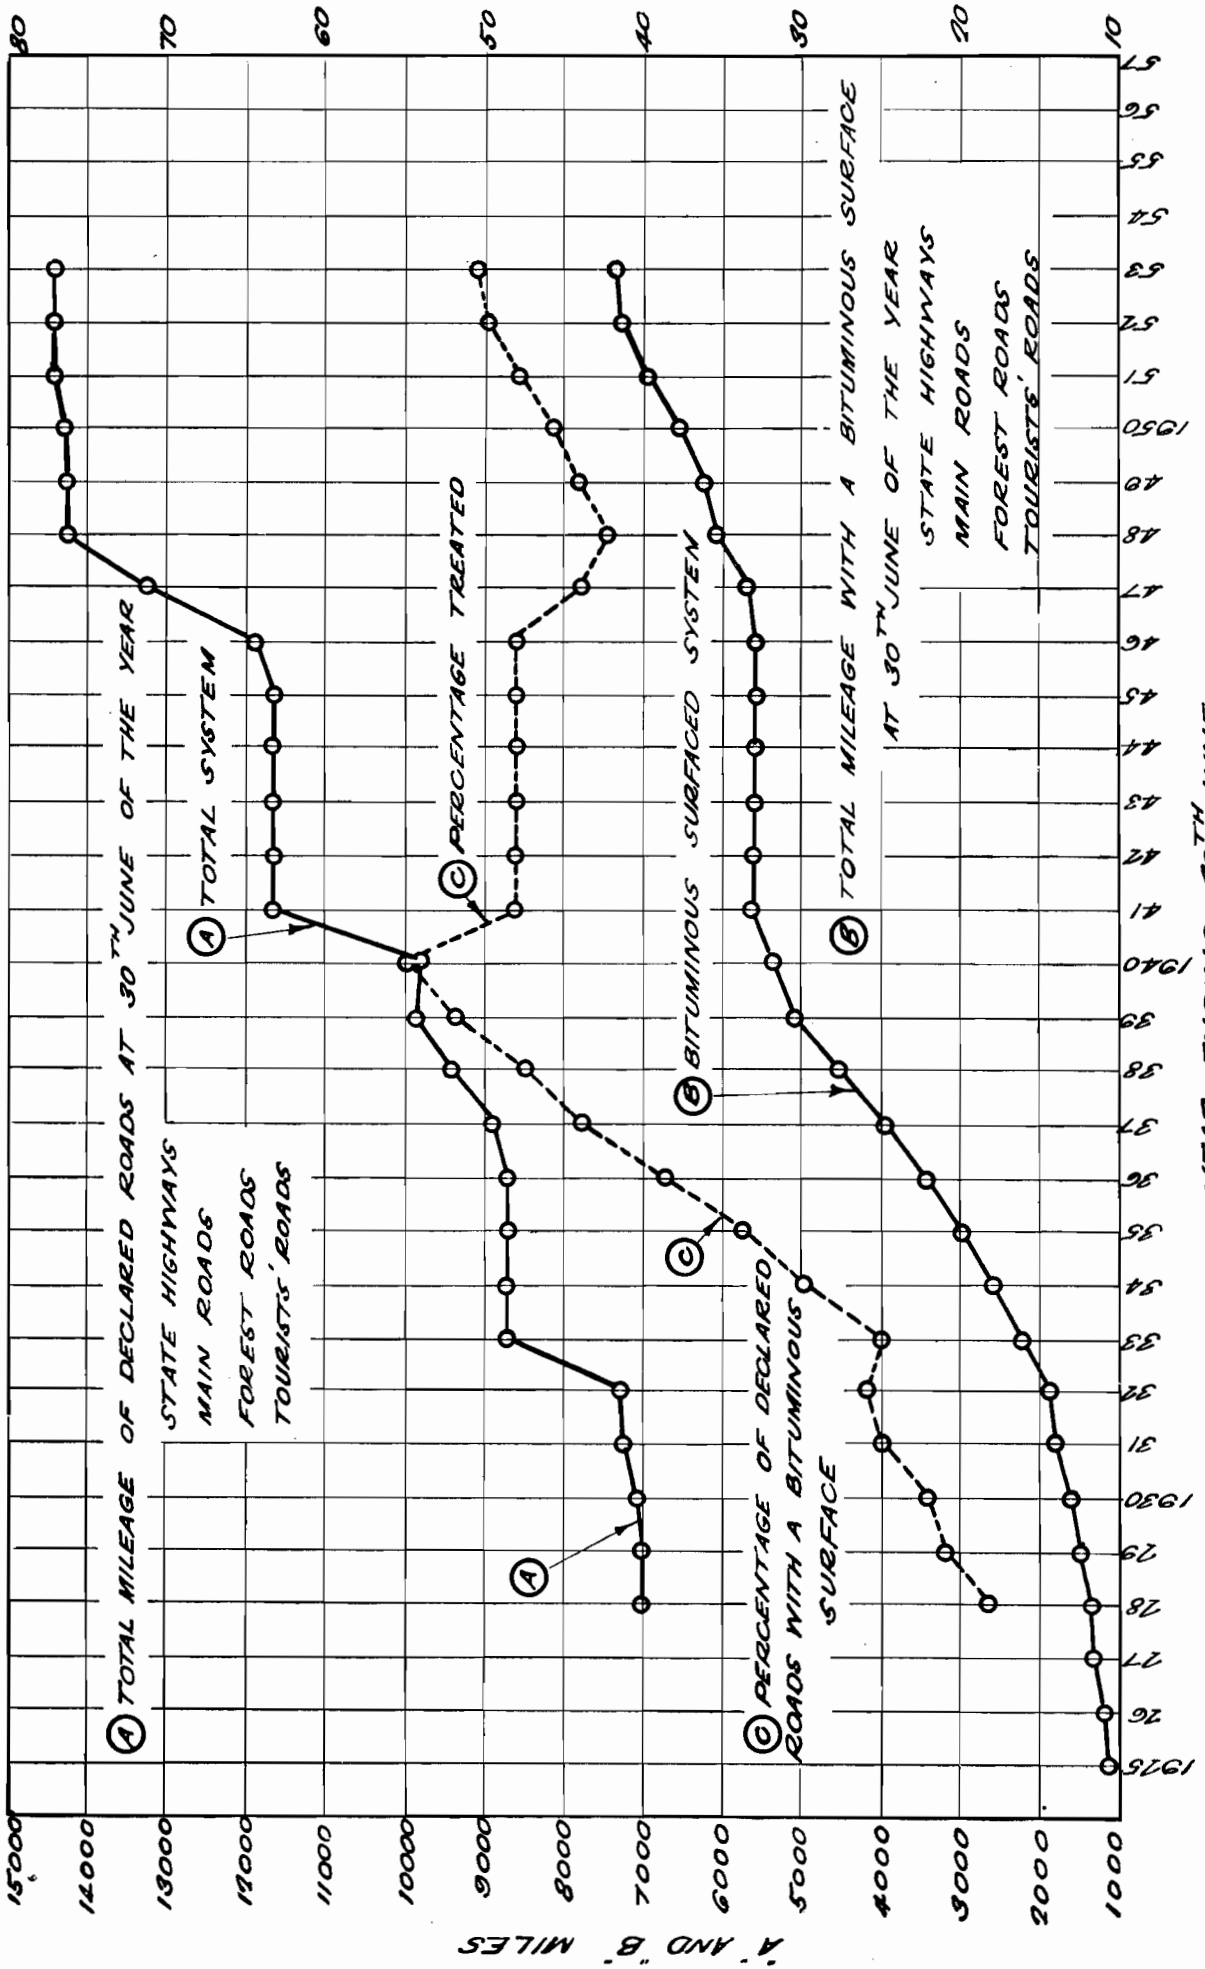 15000
14000
13000
12000
11000
10000
9000
8000
7000
6000
5000
4000
3000
2000
1000
"A" AND "B" MILES
80
70
60
50
40
30
20
10
Ⓐ TOTAL MILEAGE OF DECLARED ROADS AT 30TH JUNE OF THE YEAR
STATE HIGHWAYS
MAIN ROADS
FOREST ROADS
TOURISTS' ROADS
Ⓐ TOTAL SYSTEM
Ⓒ PERCENTAGE TREATED
Ⓐ
Ⓒ
Ⓑ BITUMINOUS SURFACED SYSTEN
Ⓒ PERCENTAGE OF DECLARED
ROADS WITH A BITUMINOUS
SURFACE
Ⓑ TOTAL MILEAGE WITH A BITUMINOUS SURFACE
AT 30TH JUNE OF THE YEAR
STATE HIGHWAYS
MAIN ROADS
FOREST ROADS
TOURISTS' ROADS
1925 26 27 28 29 1930 31 32 33 34 35 36 37 38 39 1940 41 42 43 44 45 46 47 48 49 1950 51 52 53 54 55 56 57